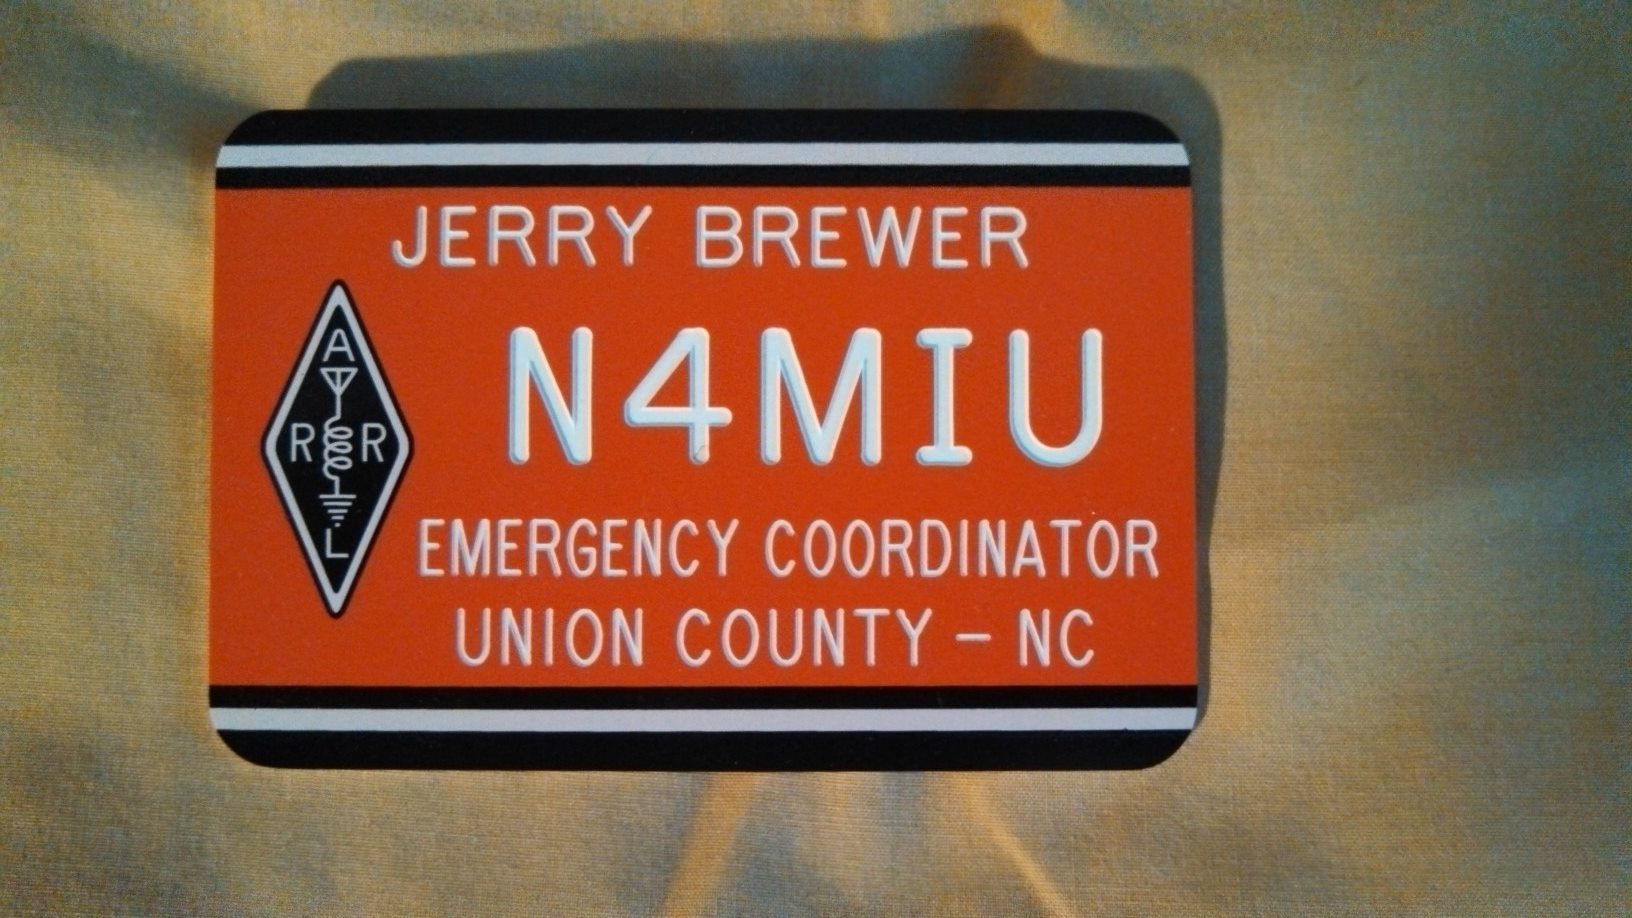 JERRY BREWER
N4MIU
A
R R
L
EMERGENCY COORDINATOR
UNION COUNTY – NC